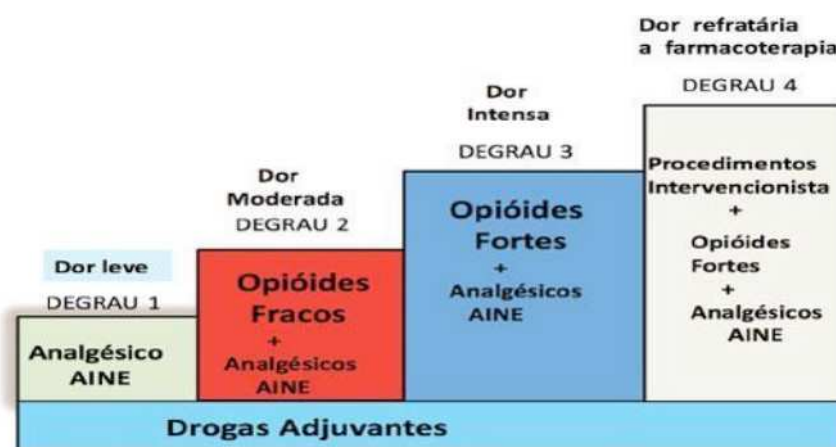 Dor leve
DEGRAU 1
Analgésico
AINE
Dor
Moderada
DEGRAU 2
Opióides
Fracos
+
Analgésicos
AINE
Dor
Intensa
DEGRAU 3
Opióides
Fortes
+
Analgésicos
AINE
Dor refratária
a farmacoterapia
DEGRAU 4
Procedimentos
Intervencionista
+
Opióides
Fortes
+
Analgésicos
AINE
Drogas Adjuvantes